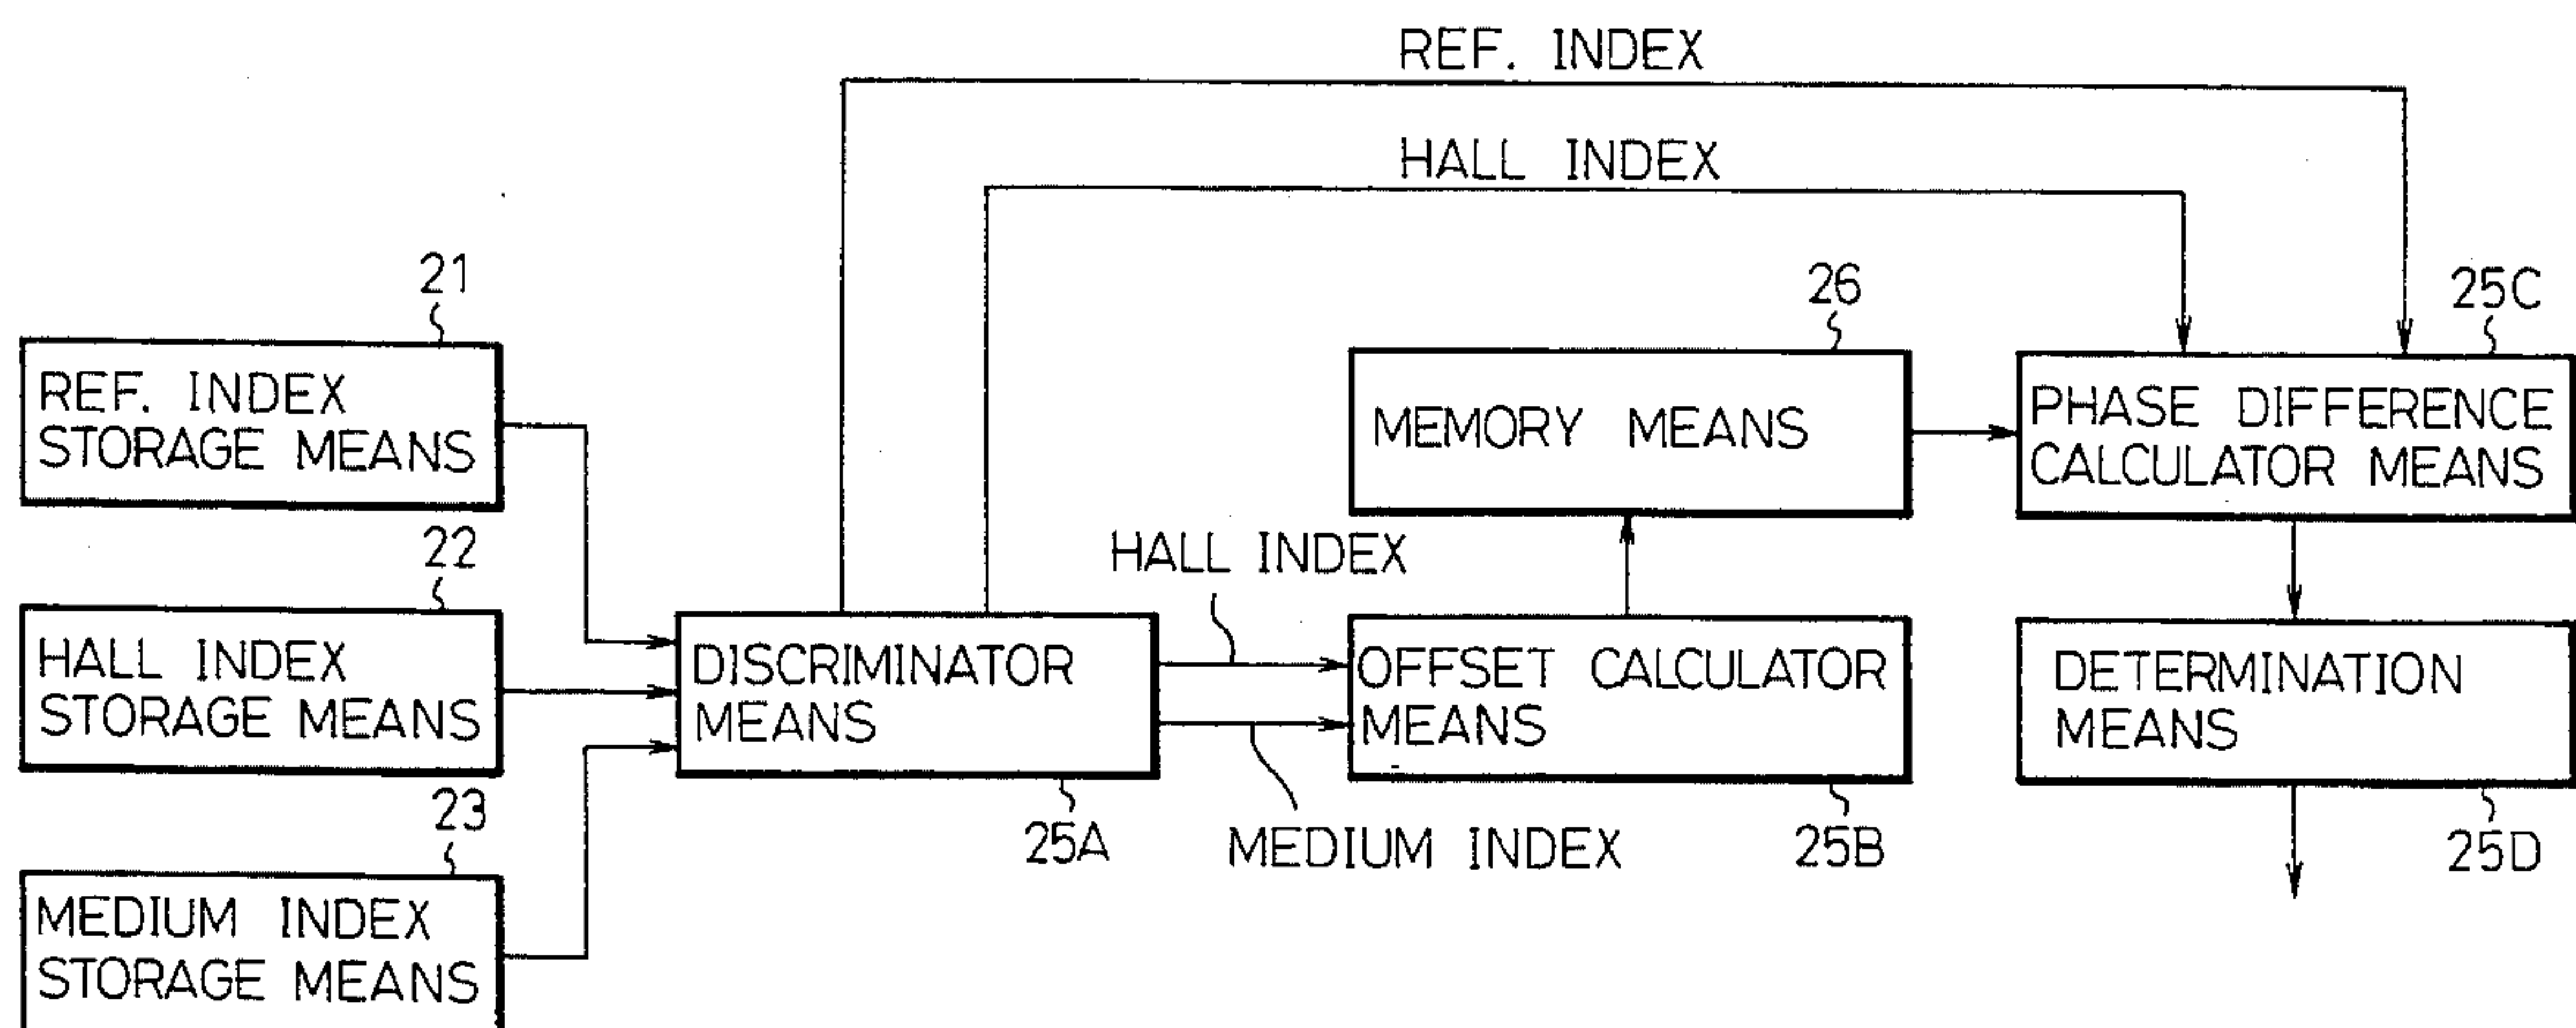 REF. INDEX
HALL INDEX
21
26
25C
REF. INDEX
STORAGE MEANS
MEMORY MEANS
PHASE DIFFERENCE
CALCULATOR MEANS
22
HALL INDEX
HALL INDEX
STORAGE MEANS
DISCRIMINATOR
MEANS
OFFSET CALCULATOR
MEANS
DETERMINATION
MEANS
23
25A
MEDIUM INDEX
25B
25D
MEDIUM INDEX
STORAGE MEANS